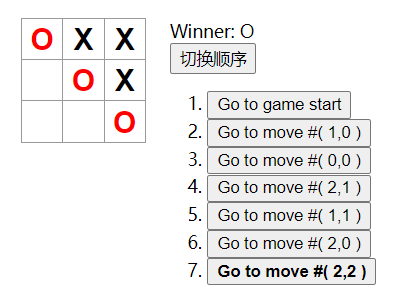 O X X
O X
O
Winner: O
切换顺序
1. Go to game start
2. Go to move #( 1,0 )
3. Go to move #( 0,0 )
4. Go to move #( 2,1 )
5. Go to move #( 1,1 )
6. Go to move #( 2,0 )
7. Go to move #( 2,2 )